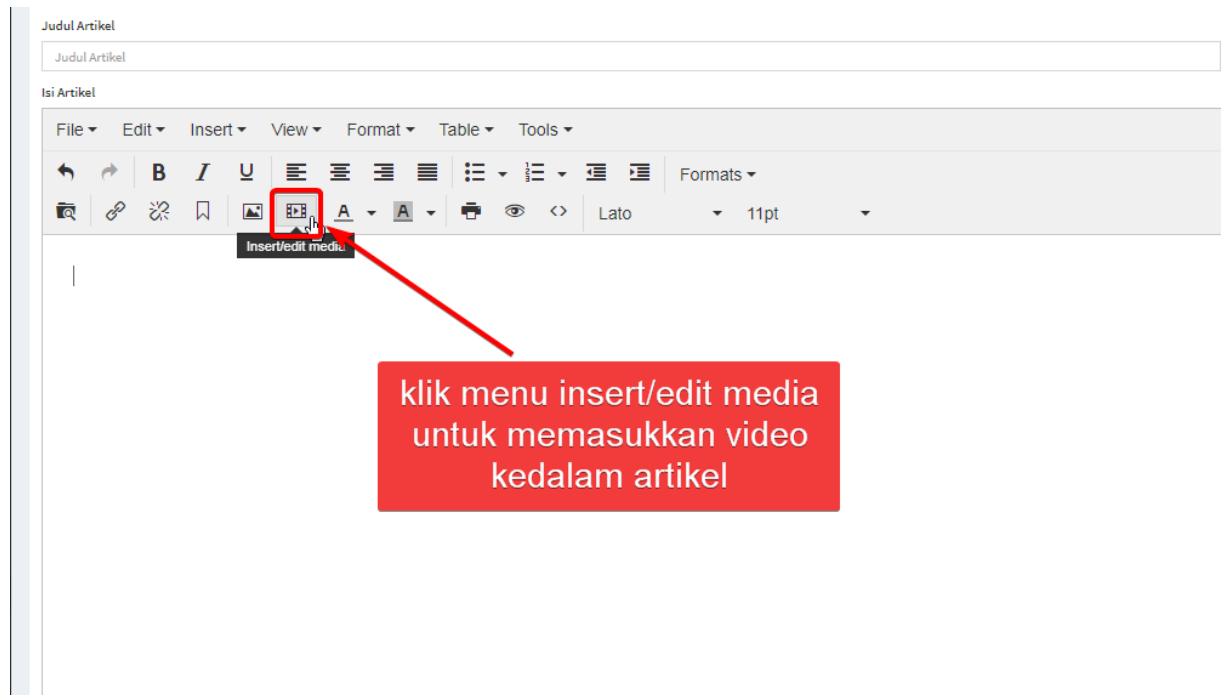 Judul Artikel
Judul Artikel
Isi Artikel
File Edit Insert View Format Table Tools
B I U Formats
A A Lato 11pt
Insert/edit media
klik menu insert/edit media
untuk memasukkan video
kedalam artikel